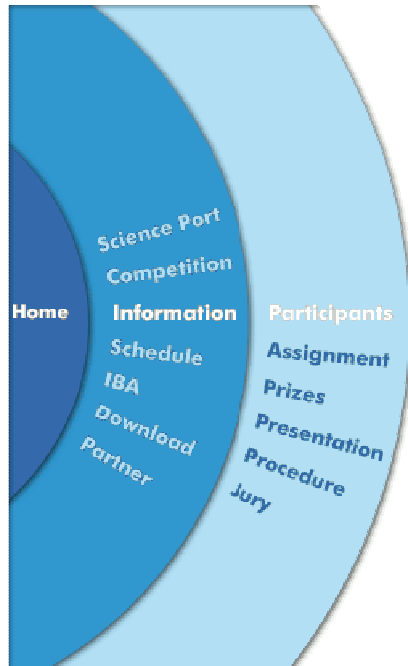 Home
Science Port
Competition
Information
Schedule
IBA
Download
Partner
Participants
Assignment
Prizes
Presentation
Procedure
Jury